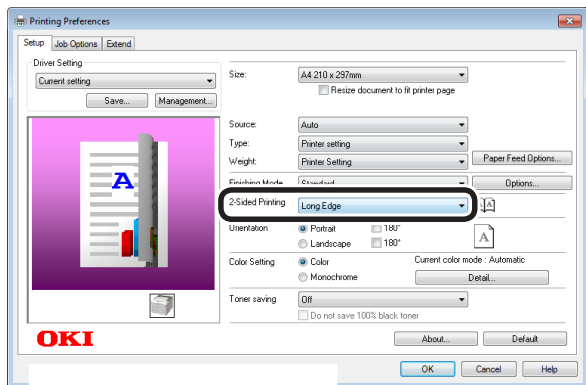 Printing Preferences
Setup Job Options Extend
Driver Setting
Current setting
Save... Management...
A
OKI
Size: A4 210 x 297mm
Resize document to fit printer page
Source: Auto
Type: Printer setting
Weight: Printer Setting Paper Feed Options...
Finishing Mode Standard Options...
2-Sided Printing Long Edge A
Orientation Portrait 180°
Landscape 180° A
Color Setting Color Current color mode : Automatic
Monochrome Detail...
Toner saving Off
Do not save 100% black toner
About... Default
OK Cancel Help